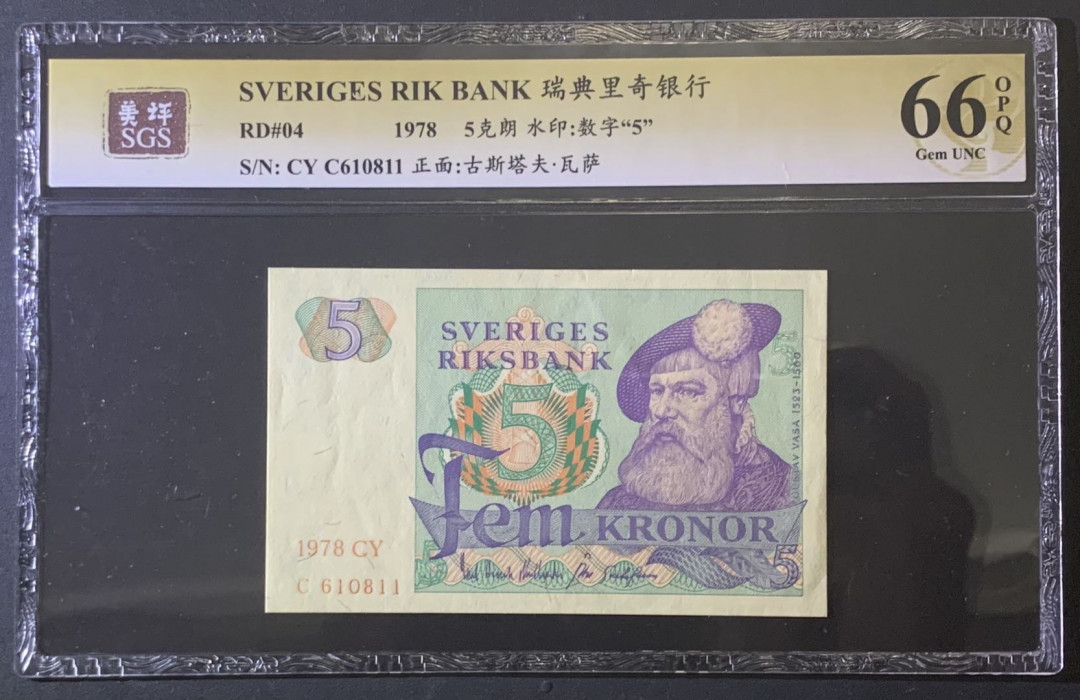 SVERIGES RIK BANK 瑞典里奇银行
美评
SGS
RD#04 1978 5克朗 水印:数字“5”
S/N: CY C610811 正面:古斯塔夫·瓦萨
66 OPQ
Gem UNC
5
SVERIGES
RIKSBANK
5
GUSTAV VASA 1523-1560
Fem KRONOR
1978 CY
C 610811
5
5